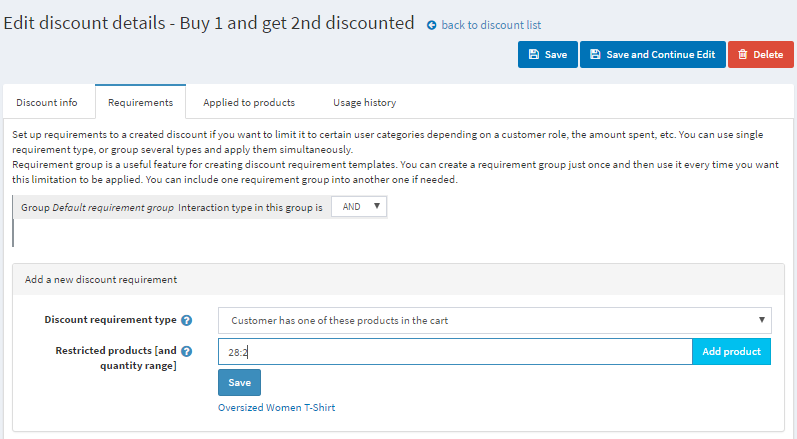 Edit discount details - Buy 1 and get 2nd discounted back to discount list
Save Save and Continue Edit Delete
Discount info Requirements Applied to products Usage history
Set up requirements to a created discount if you want to limit it to certain user categories depending on a customer role, the amount spent, etc. You can use single
requirement type, or group several types and apply them simultaneously.
Requirement group is a useful feature for creating discount requirement templates. You can create a requirement group just once and then use it every time you want
this limitation to be applied. You can include one requirement group into another one if needed.
Group Default requirement group Interaction type in this group is AND
Add a new discount requirement
Discount requirement type ? Customer has one of these products in the cart
Restricted products [and ? 28:2 Add product
quantity range]
Save
Oversized Women T-Shirt